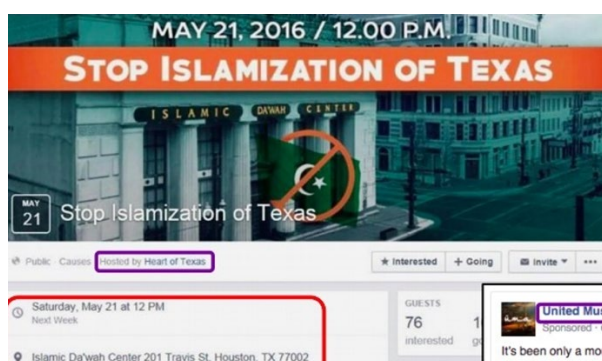 MAY 21, 2016 / 12.00 P.M.
STOP ISLAMIZATION OF TEXAS
ISLAMIC DAWAH CENTER
MAY
21
Stop Islamization of Texas
Public · Causes Hosted by Heart of Texas
Interested
+ Going
Invite
Saturday, May 21 at 12 PM
Next Week
GUESTS
76
interested
United
Sponsored ·
It's been only a
Islamic Da'wah Center 201 Travis St. Houston, TX 77002